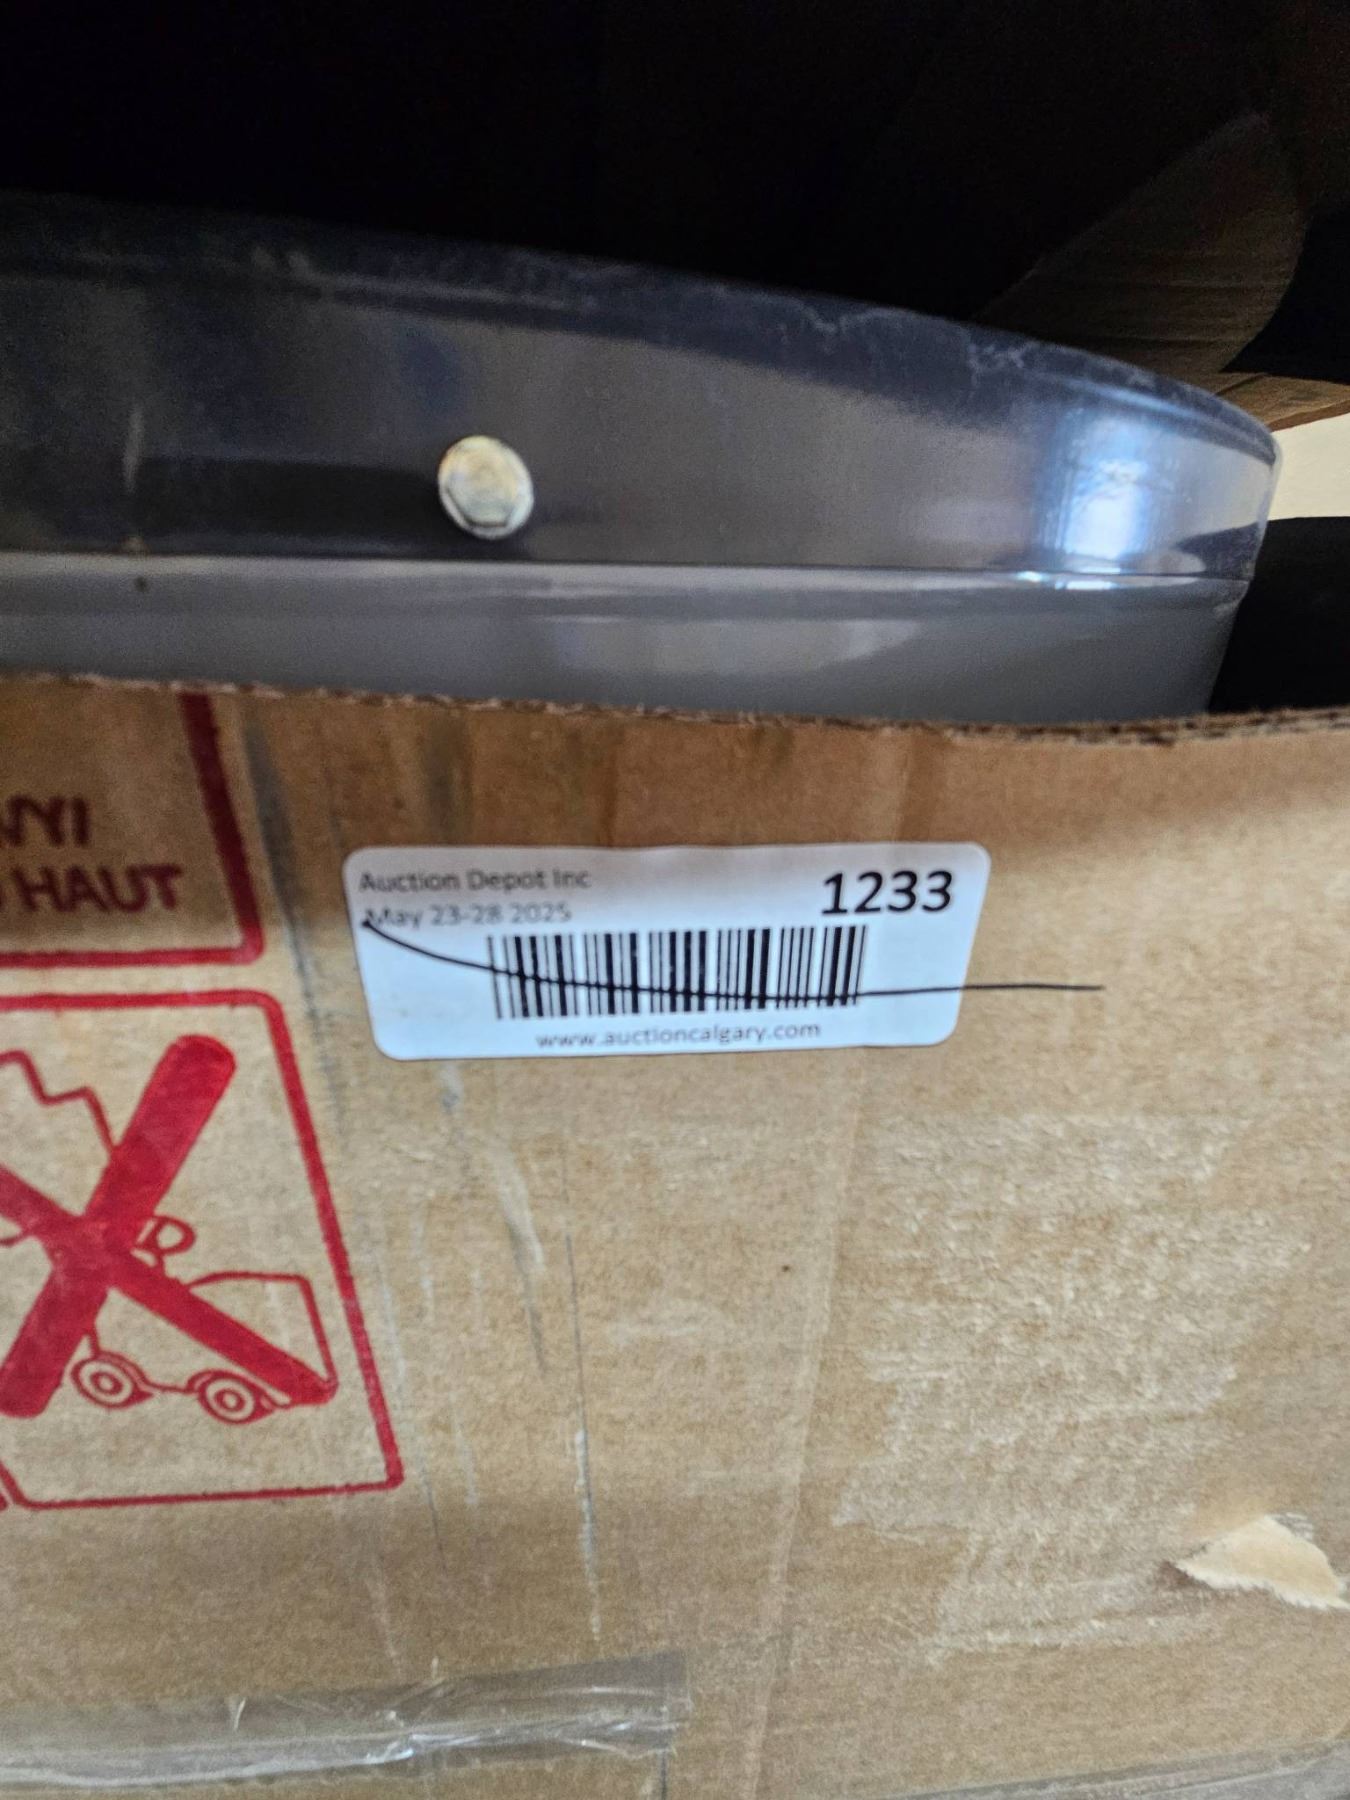 HAUT
Auction Depot Inc
1233
May 23-28 2025
www.auctioncalgary.com